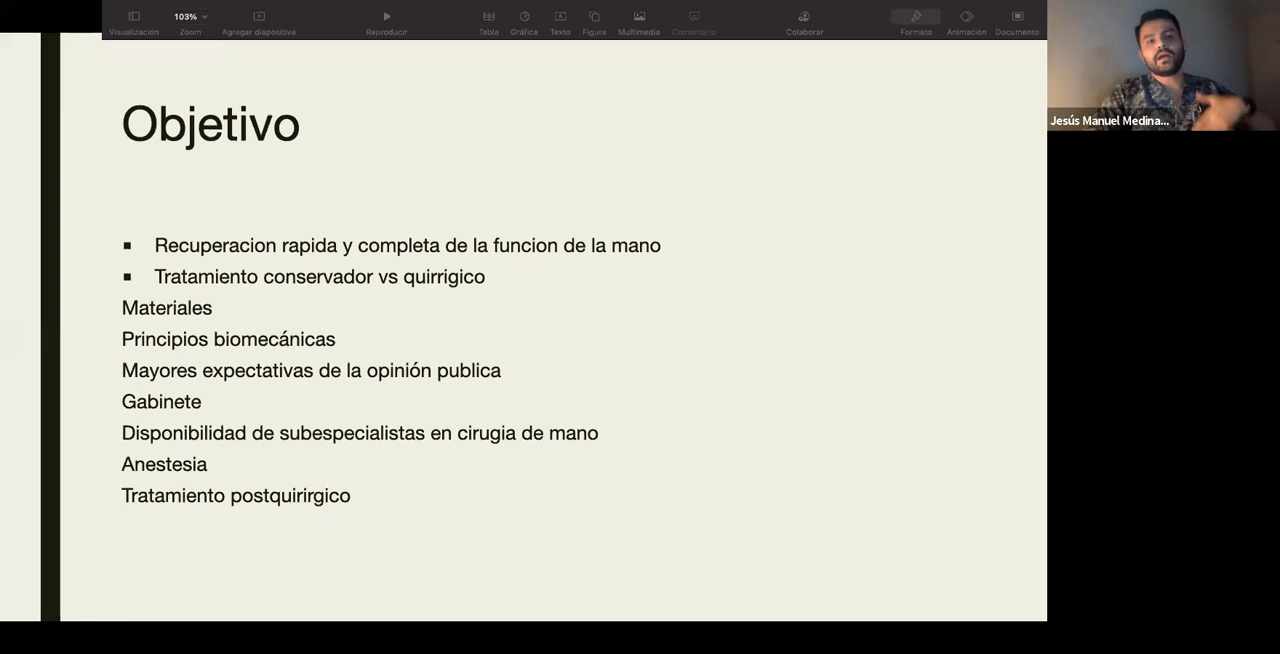 103%
Visualización Zoom Agregar diapositiva Reproducir Tabla Gráfica Texto Figura Multimedia Comentario Colaborar Formato Animación Documento
Jesús Manuel Medina...
Objetivo
▪ Recuperacion rapida y completa de la funcion de la mano
▪ Tratamiento conservador vs quirrigico
Materiales
Principios biomecánicas
Mayores expectativas de la opinión publica
Gabinete
Disponibilidad de subespecialistas en cirugia de mano
Anestesia
Tratamiento postquirirgico